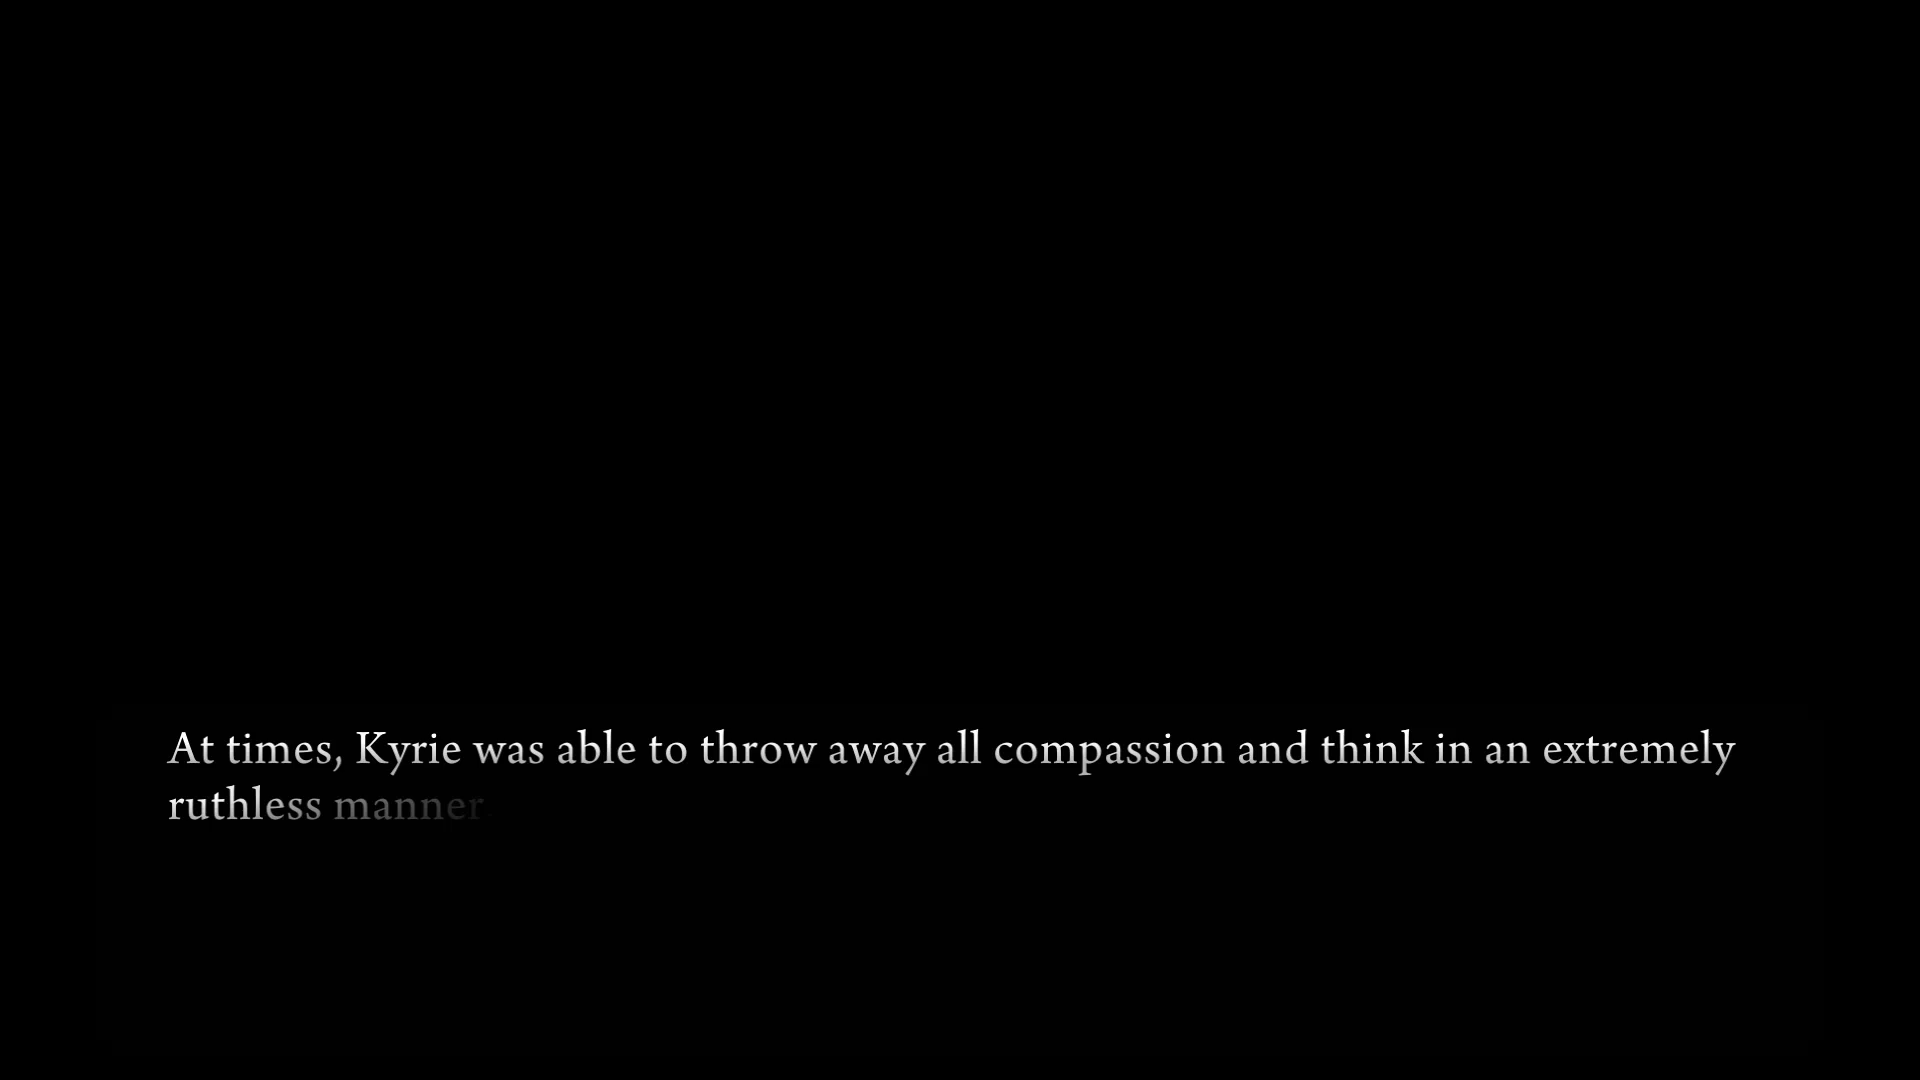 At times, Kyrie was able to throw away all compassion and think in an extremely
ruthless manner.